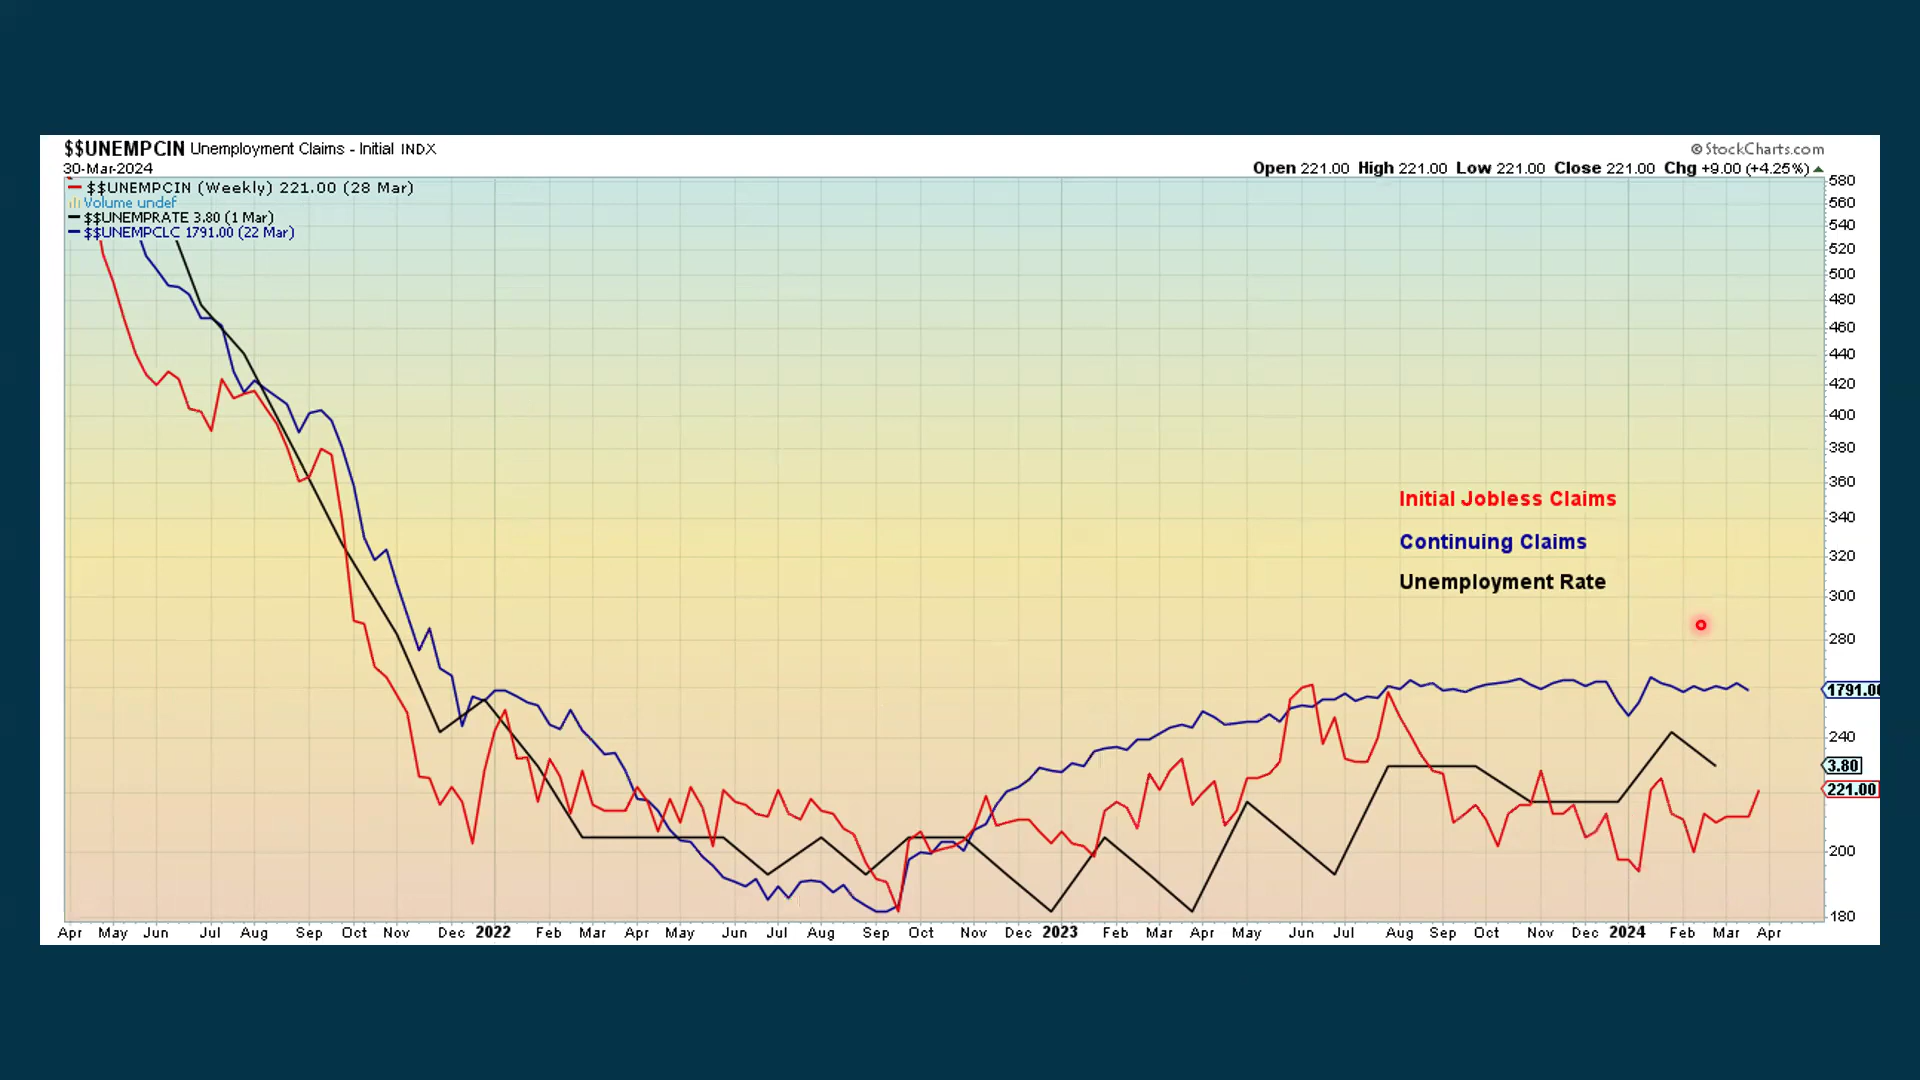 $$UNEMPCIN Unemployment Claims - Initial INDX
© StockCharts.com
30-Mar-2024
Open 221.00 High 221.00 Low 221.00 Close 221.00 Chg +9.00 (+4.25%)
$$UNEMPCIN (Weekly) 221.00 (28 Mar)
Volume undef
$$UNEMPRATE 3.80 (1 Mar)
$$UNEMPCLC 1791.00 (22 Mar)
580
560
540
520
500
480
460
440
420
400
380
360
340
320
300
280
1791.00
240
3.80
221.00
200
180
Initial Jobless Claims
Continuing Claims
Unemployment Rate
Apr May Jun Jul Aug Sep Oct Nov Dec 2022 Feb Mar Apr May Jun Jul Aug Sep Oct Nov Dec 2023 Feb Mar Apr May Jun Jul Aug Sep Oct Nov Dec 2024 Feb Mar Apr